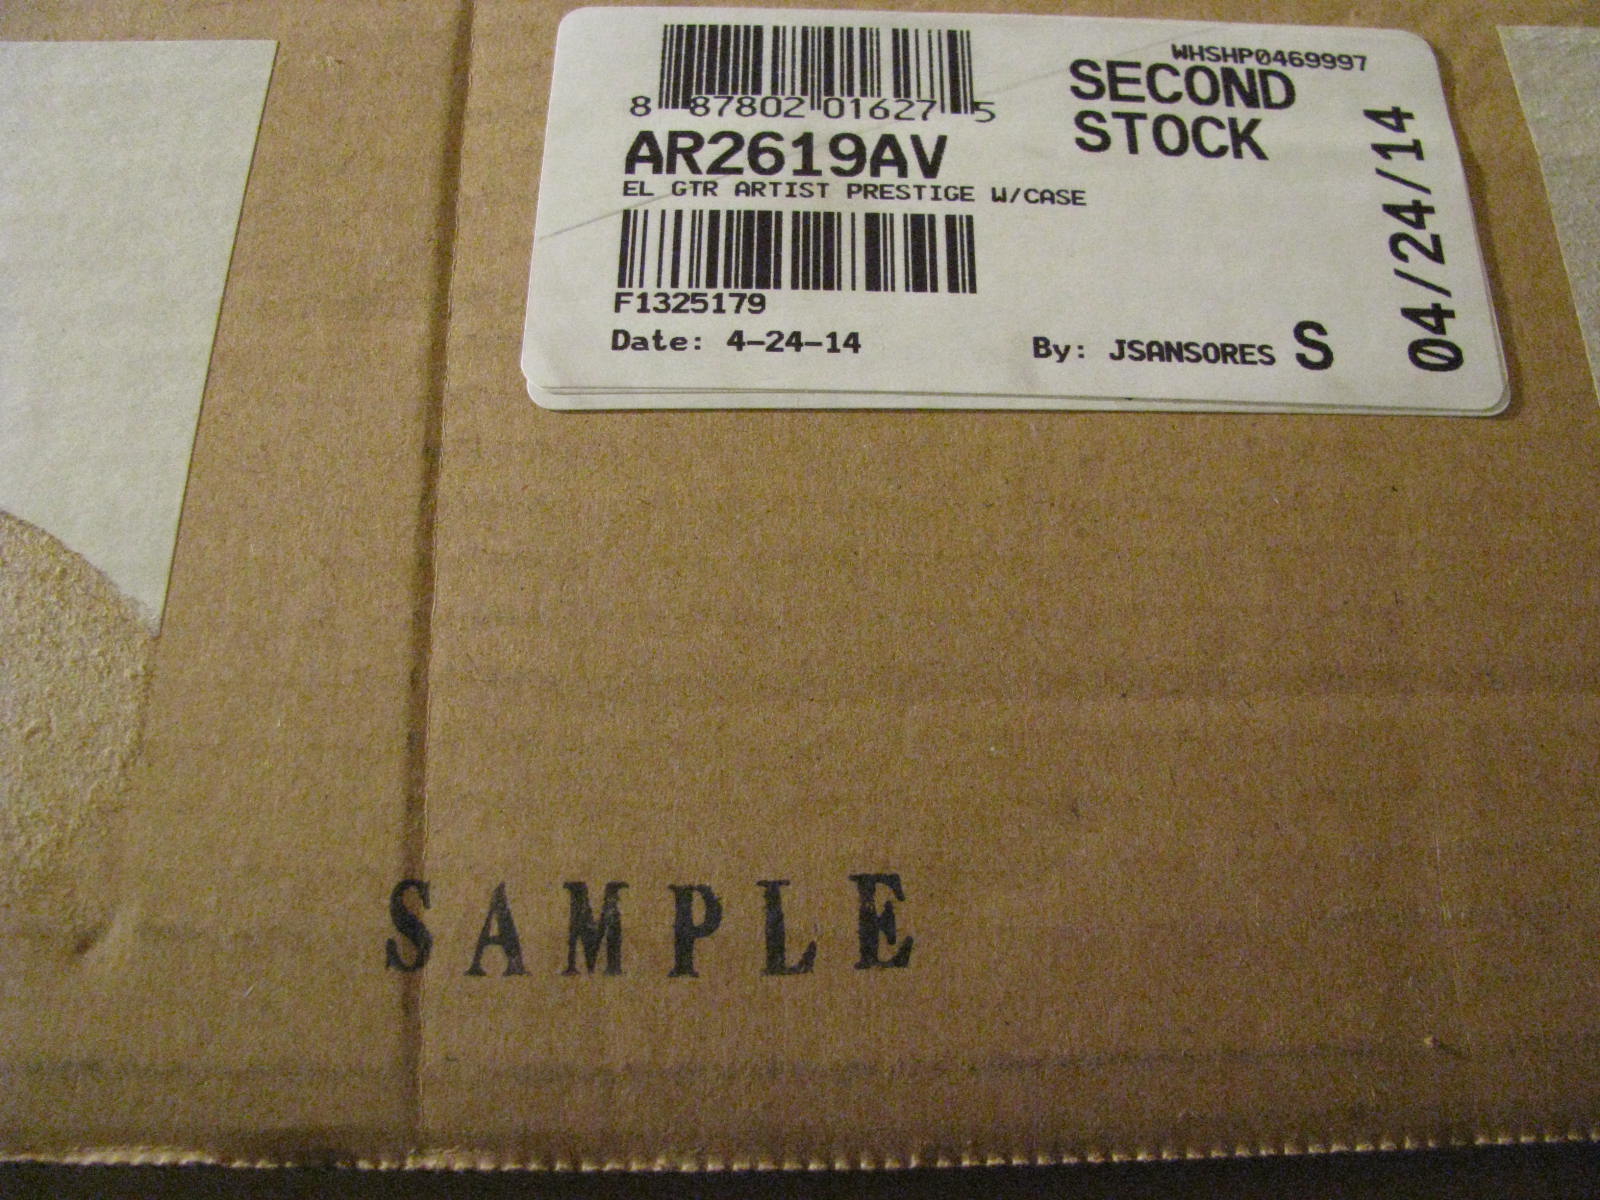 WHSHP0469997
8 87802 01627 5
SECOND
STOCK
AR2619AV
EL GTR ARTIST PRESTIGE W/CASE
F1325179
Date: 4-24-14
By: JSANSORES S
04/24/14
SAMPLE